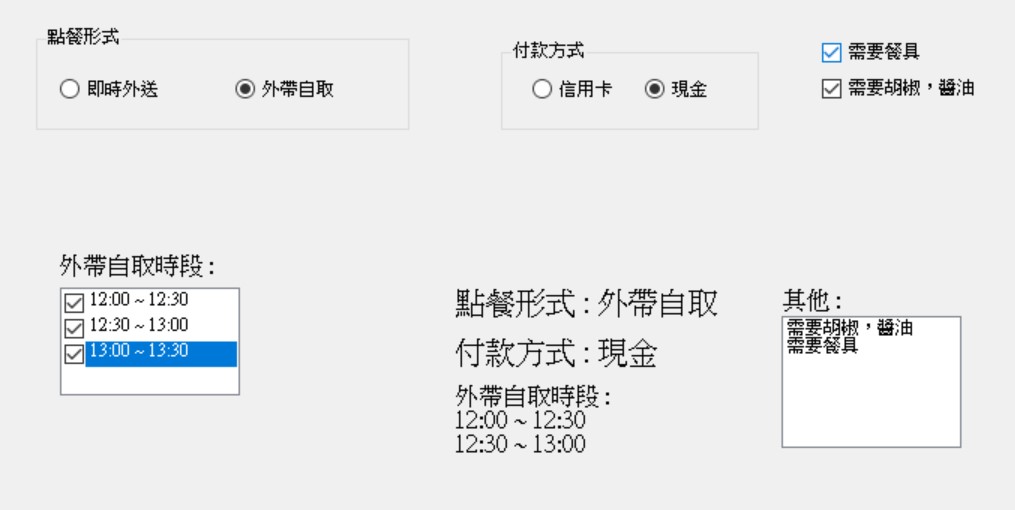 點餐形式
即時外送
外帶自取
付款方式
信用卡
現金
需要餐具
需要胡椒，醬油
外帶自取時段 :
12:00 ~ 12:30
12:30 ~ 13:00
13:00 ~ 13:30
點餐形式 : 外帶自取
付款方式 : 現金
外帶自取時段 :
12:00 ~ 12:30
12:30 ~ 13:00
其他 :
需要胡椒，醬油
需要餐具